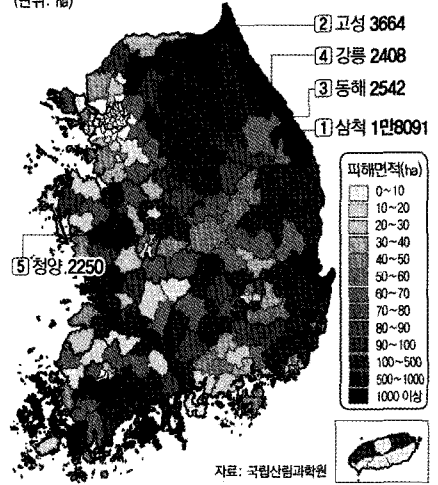 (단위: ㏊)
2 고성 3664
4 강릉 2408
3 동해 2542
1 삼척 1만8091
5 청양 2250
피해면적(㏊)
0~10
10~20
20~30
30~40
40~50
50~60
60~70
70~80
80~90
90~100
100~500
500~1000
1000 이상
자료: 국립산림과학원